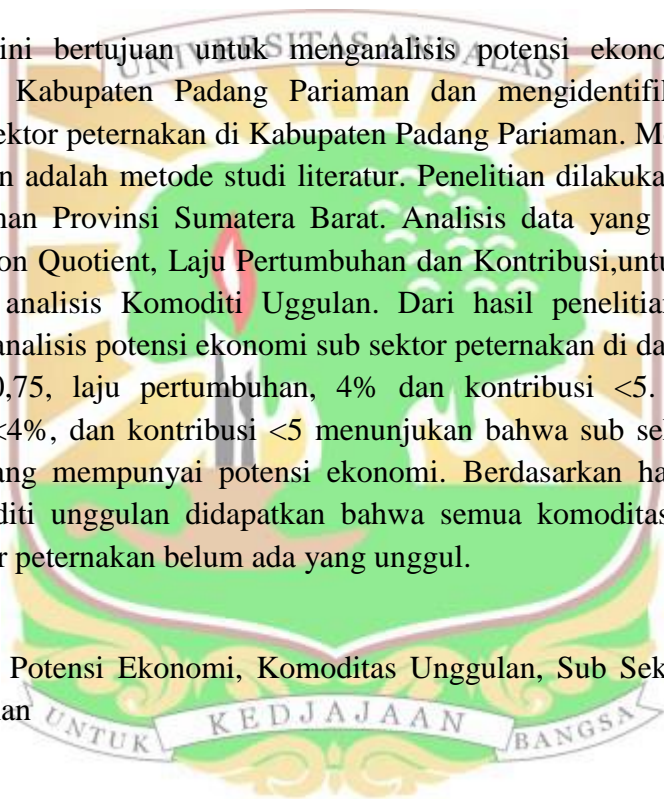 ini bertujuan untuk menganalisis potensi ekono
UNIVERSITAS ANDALAS
Kabupaten Padang Pariaman dan mengidentifi
ektor peternakan di Kabupaten Padang Pariaman. M
n adalah metode studi literatur. Penelitian dilakuka
nan Provinsi Sumatera Barat. Analisis data yang
on Quotient, Laju Pertumbuhan dan Kontribusi,untu
analisis Komoditi Uggulan. Dari hasil penelitia
analisis potensi ekonomi sub sektor peternakan di da
0,75, laju pertumbuhan, 4% dan kontribusi <5.
<4%, dan kontribusi <5 menunjukan bahwa sub se
ang mempunyai potensi ekonomi. Berdasarkan ha
diti unggulan didapatkan bahwa semua komoditas
r peternakan belum ada yang unggul.
Potensi Ekonomi, Komoditas Unggulan, Sub Sek
an
UNTUK KEDJAJAAN BANGSA